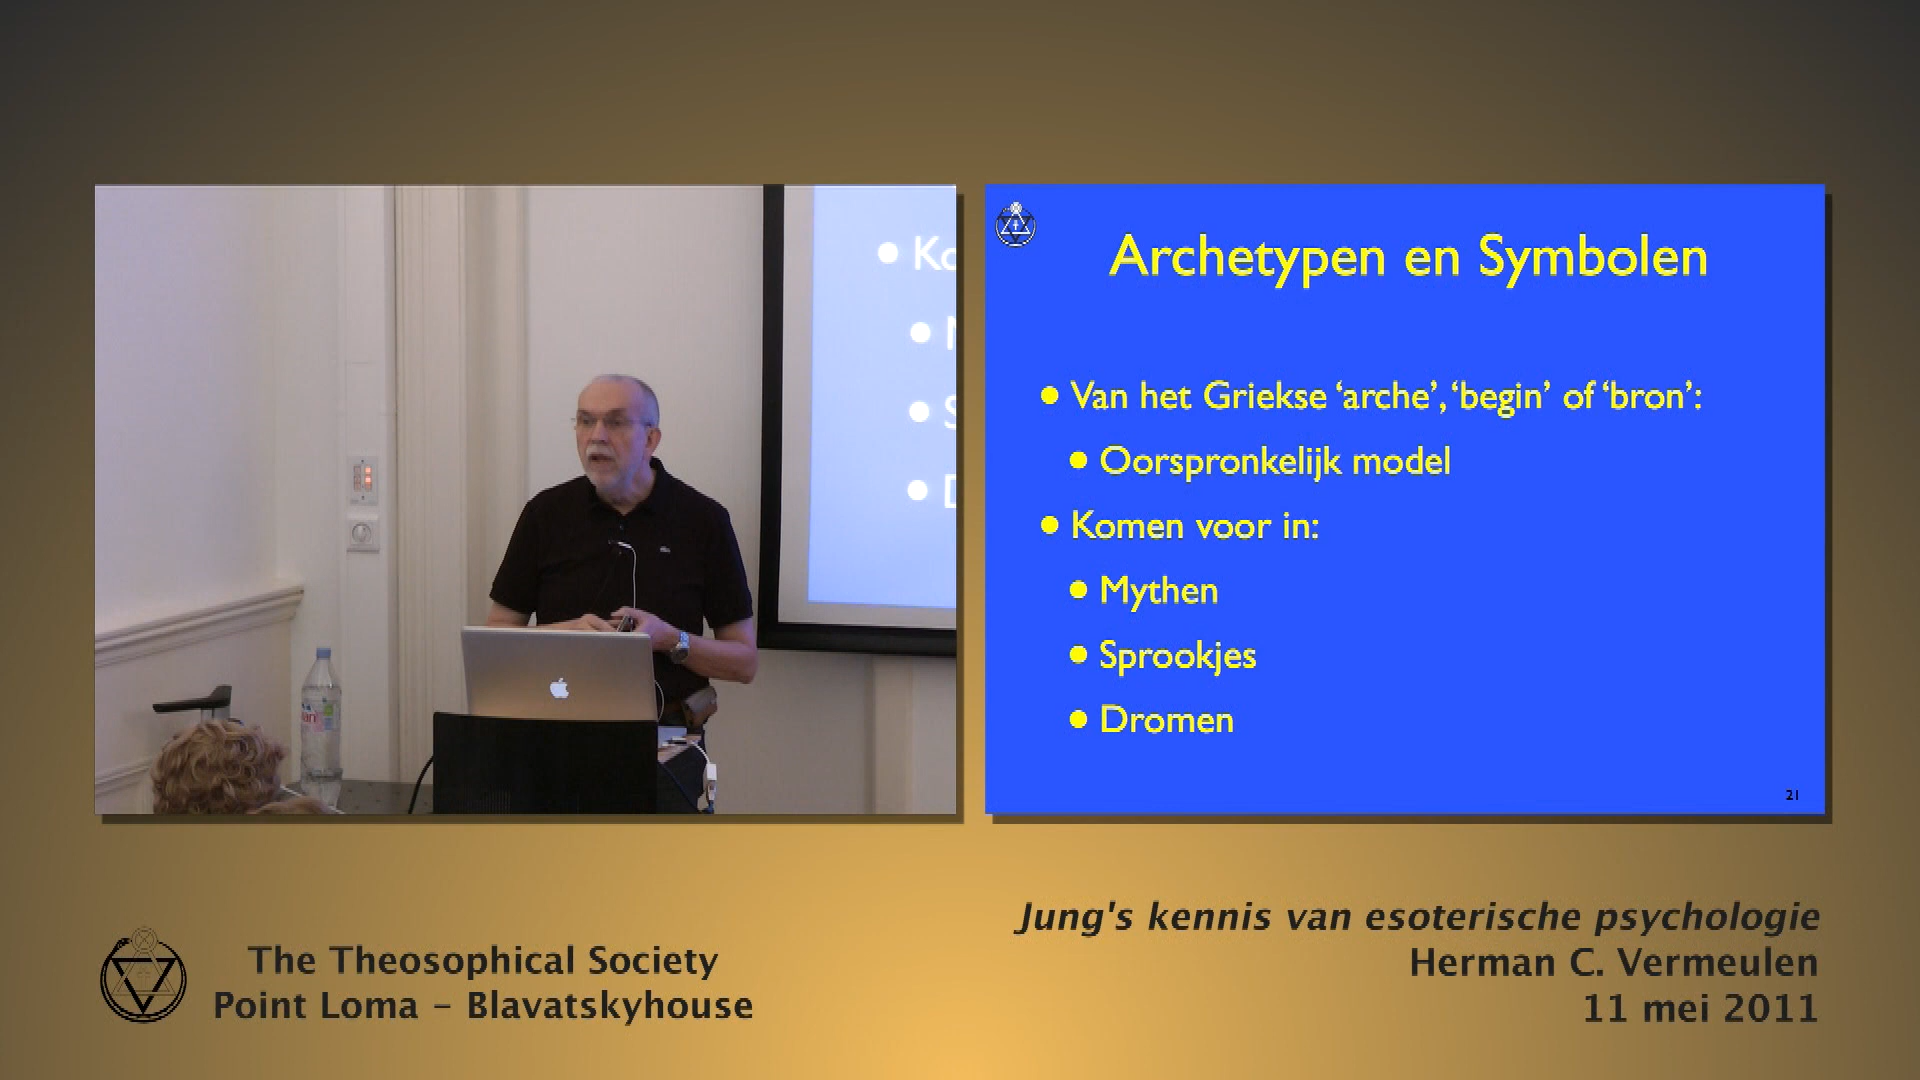 Ko
Archetypen en Symbolen
● Van het Griekse ‘arche’, ‘begin’ of ‘bron’:
● Oorspronkelijk model
● Komen voor in:
● Mythen
● Sprookjes
● Dromen
21
The Theosophical Society
Point Loma – Blavatskyhouse
Jung's kennis van esoterische psychologie
Herman C. Vermeulen
11 mei 2011